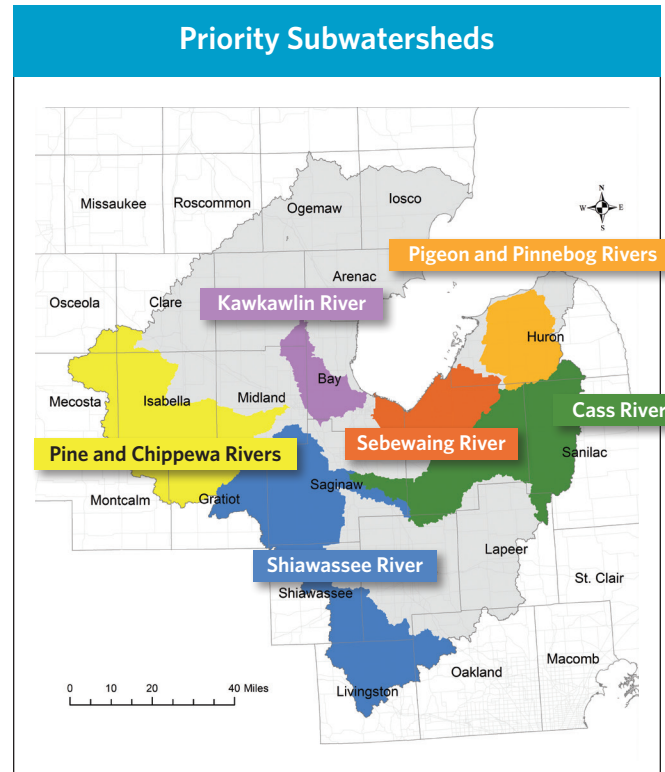 Priority Subwatersheds
Missaukee
Roscommon
Ogemaw
Iosco
N
W
E
S
Pigeon and Pinnebog Rivers
Arenac
Osceola
Clare
Kawkawlin River
Huron
Bay
Mecosta
Isabella
Midland
Cass River
Sebewaing River
Pine and Chippewa Rivers
Sanilac
Saginaw
Montcalm
Gratiot
Lapeer
Shiawassee River
St. Clair
Shiawassee
Macomb
Oakland
Livingston
0 10 20 40 Miles